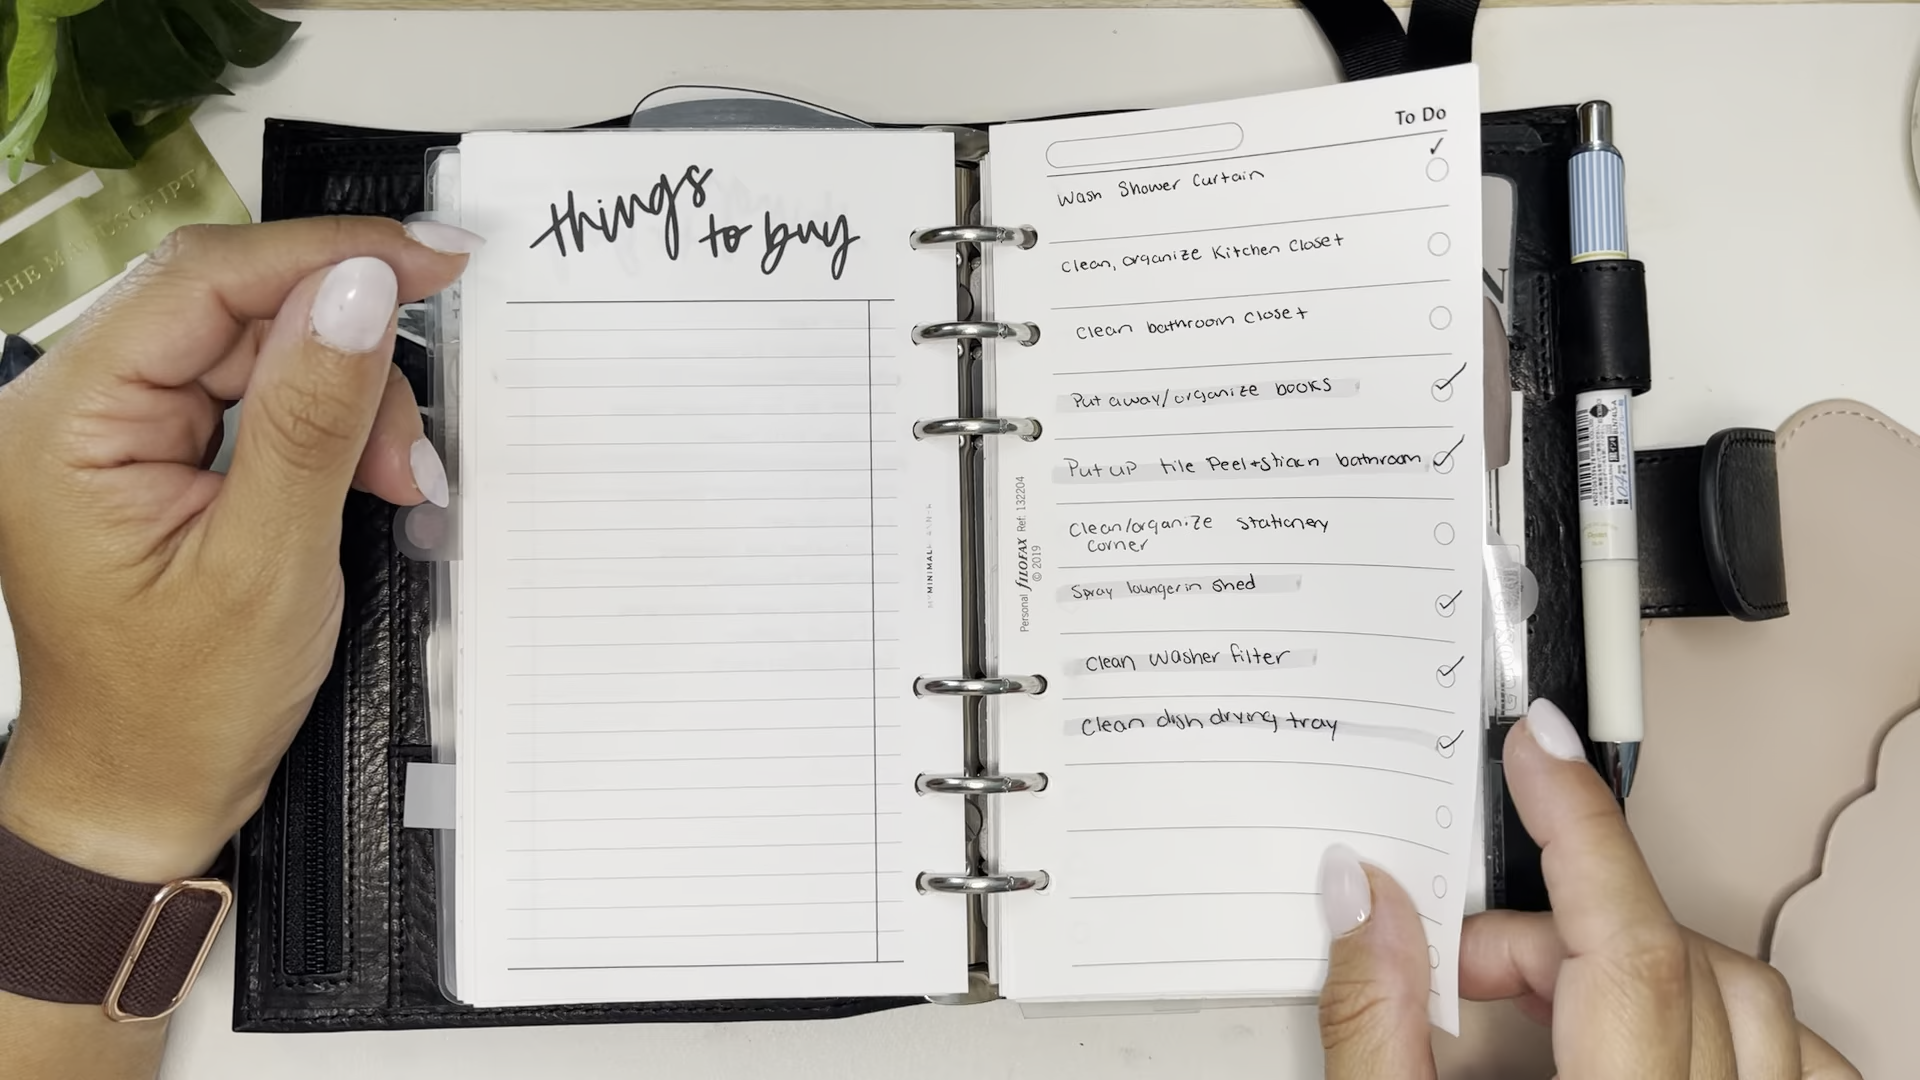 THE MANUSCRIPT
things
to buy
Personal FILOFAX Ref: 132204
© 2019
To Do
Wash Shower Curtain
Clean, organize Kitchen Closet
Clean bathroom closet
Put away/organize books
Put up tile Peel+Stick n bathroom
Clean/organize stationery
corner
Spray lounger in shed
Clean Washer filter
Clean dish drying tray